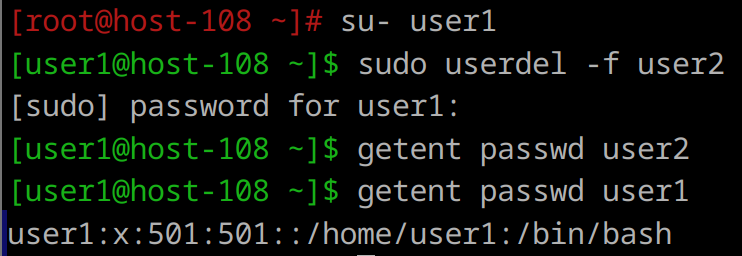 [root@host-108 ~]# su- user1
[user1@host-108 ~]$ sudo userdel -f user2
[sudo] password for user1:
[user1@host-108 ~]$ getent passwd user2
[user1@host-108 ~]$ getent passwd user1
user1:x:501:501::/home/user1:/bin/bash